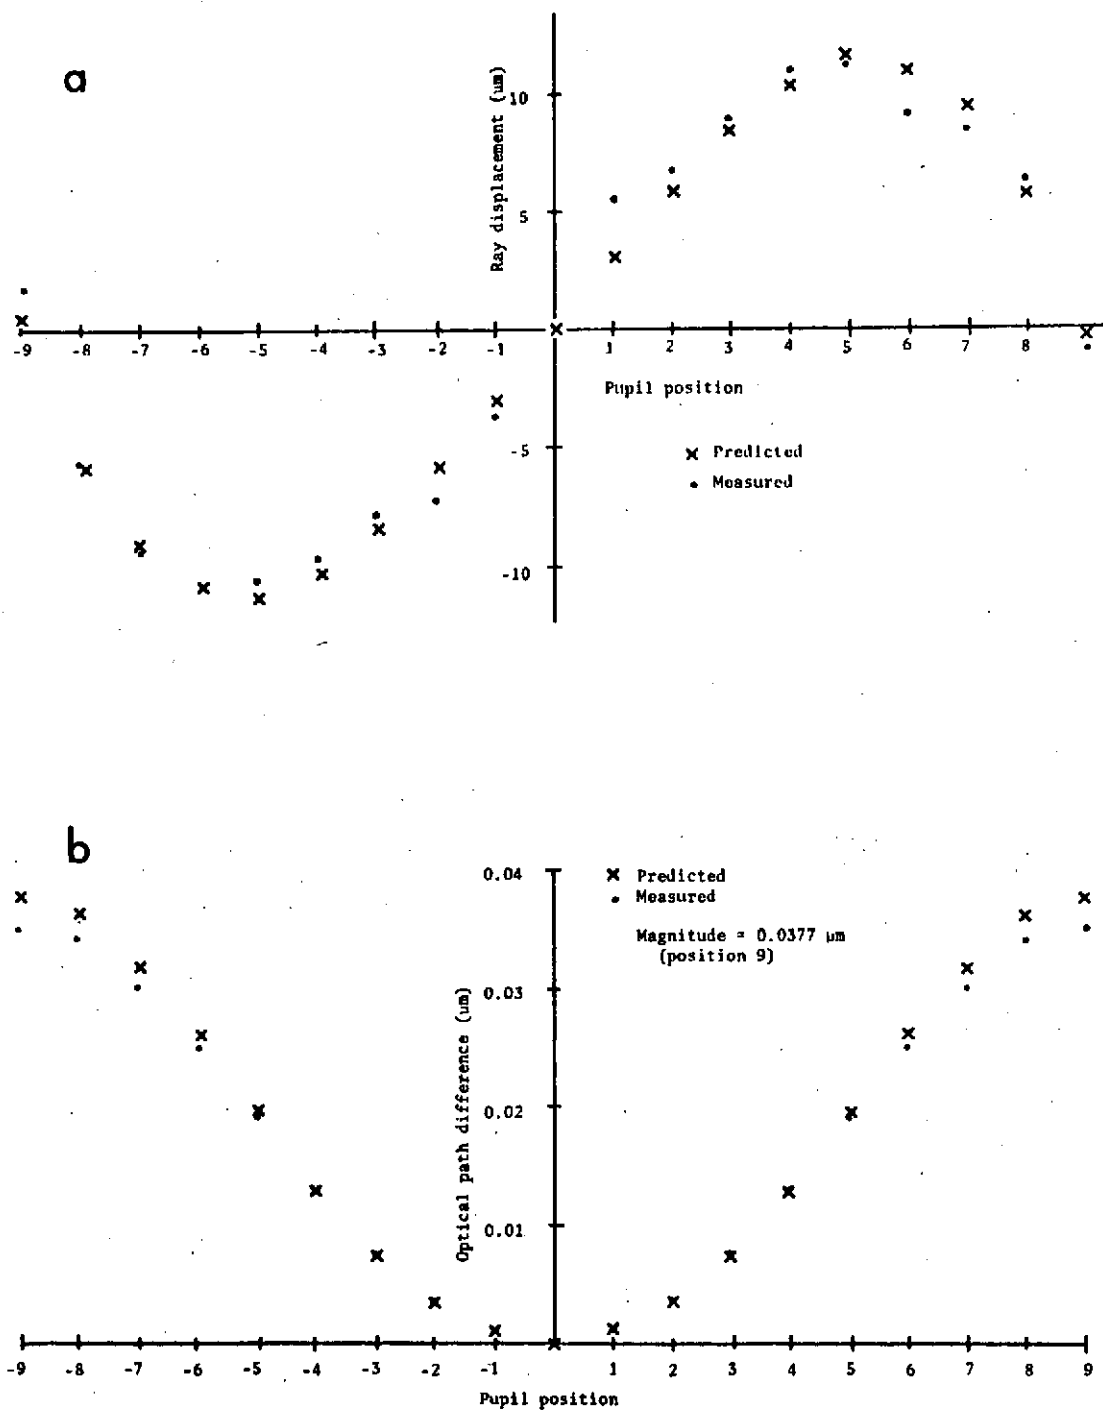 a
Ray displacement (um)
10
5
-9 -8 -7 -6 -5 -4 -3 -2 -1 1 2 3 4 5 6 7 8 9
Pupil position
-5
× Predicted
• Measured
-10
b
0.04
× Predicted
• Measured
Magnitude = 0.0377 µm
(position 9)
Optical path difference (um)
0.03
0.02
0.01
-9 -8 -7 -6 -5 -4 -3 -2 -1 1 2 3 4 5 6 7 8 9
Pupil position